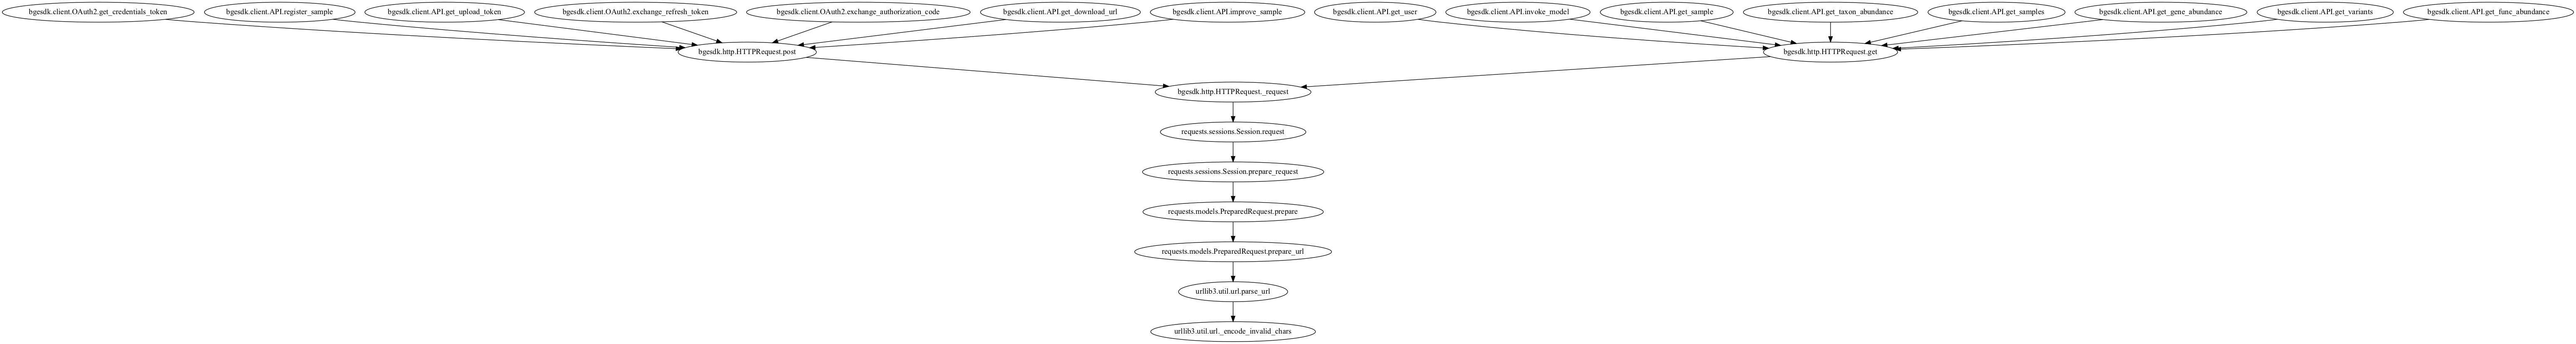 bgesdk.client.OAuth2.get_credentials_token
bgesdk.client.API.register_sample
bgesdk.client.API.get_upload_token
bgesdk.client.OAuth2.exchange_refresh_token
bgesdk.client.OAuth2.exchange_authorization_code
bgesdk.client.API.get_download_url
bgesdk.client.API.improve_sample
bgesdk.client.API.get_user
bgesdk.client.API.invoke_model
bgesdk.client.API.get_sample
bgesdk.client.API.get_taxon_abundance
bgesdk.client.API.get_samples
bgesdk.client.API.get_gene_abundance
bgesdk.client.API.get_variants
bgesdk.client.API.get_func_abundance
bgesdk.http.HTTPRequest.post
bgesdk.http.HTTPRequest.get
bgesdk.http.HTTPRequest._request
requests.sessions.Session.request
requests.sessions.Session.prepare_request
requests.models.PreparedRequest.prepare
requests.models.PreparedRequest.prepare_url
urllib3.util.url.parse_url
urllib3.util.url._encode_invalid_chars